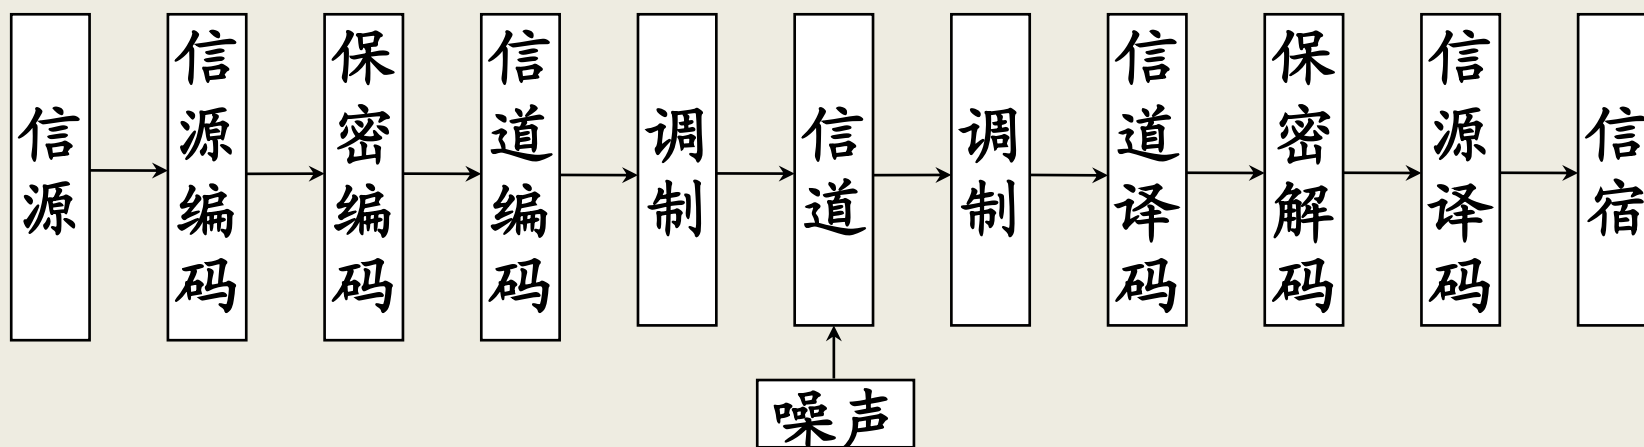 信源
信源编码
保密编码
信道编码
调制
信道
调制
信道译码
保密解码
信源译码
信宿
噪声